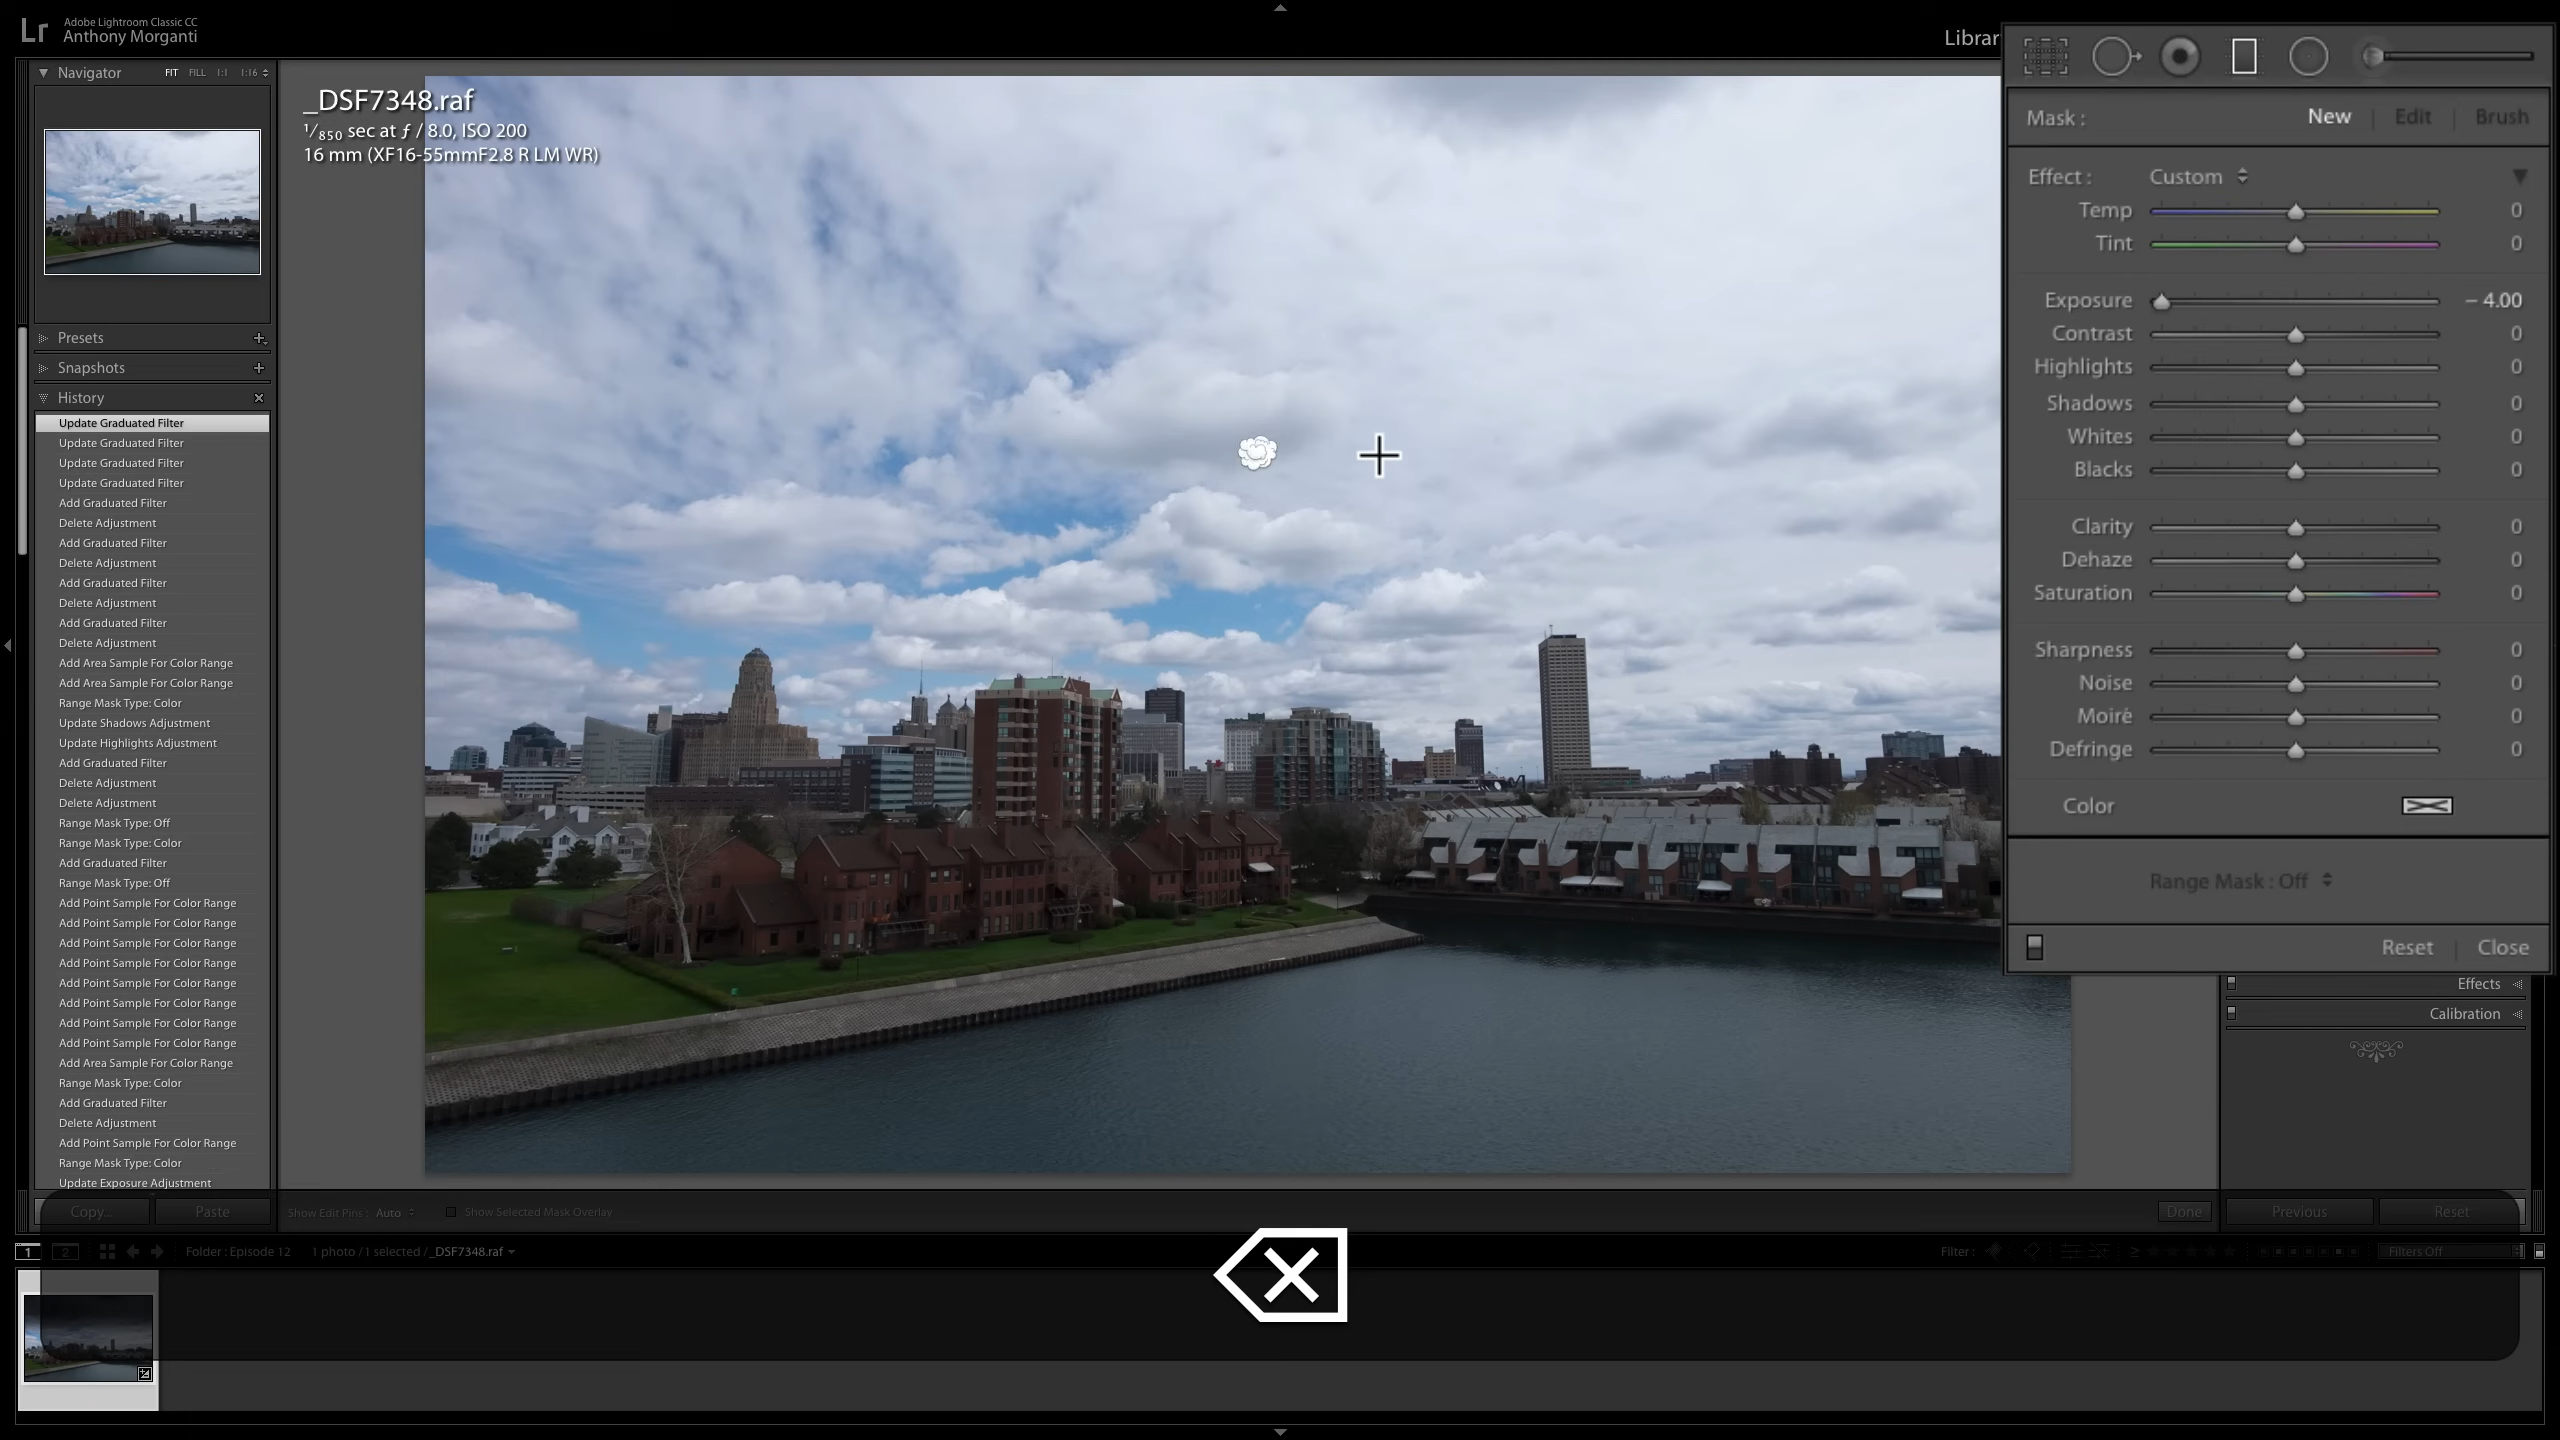 Lr
Adobe Lightroom Classic CC
Anthony Morganti
Navigator
FIT FILL 1:1 1:16
Presets
Snapshots
History
Update Graduated Filter
Update Graduated Filter
Update Graduated Filter
Update Graduated Filter
Add Graduated Filter
Delete Adjustment
Add Graduated Filter
Delete Adjustment
Add Graduated Filter
Delete Adjustment
Add Graduated Filter
Delete Adjustment
Add Area Sample For Color Range
Add Area Sample For Color Range
Range Mask Type: Color
Update Shadows Adjustment
Update Highlights Adjustment
Add Graduated Filter
Delete Adjustment
Delete Adjustment
Range Mask Type: Off
Range Mask Type: Color
Add Graduated Filter
Range Mask Type: Off
Add Point Sample For Color Range
Add Point Sample For Color Range
Add Point Sample For Color Range
Add Point Sample For Color Range
Add Point Sample For Color Range
Add Point Sample For Color Range
Add Point Sample For Color Range
Add Point Sample For Color Range
Add Area Sample For Color Range
Range Mask Type: Color
Add Graduated Filter
Delete Adjustment
Add Point Sample For Color Range
Range Mask Type: Color
Update Exposure Adjustment
Copy... Paste
_DSF7348.raf
1/850 sec at ƒ / 8.0, ISO 200
16 mm (XF16-55mmF2.8 R LM WR)
Librar
Mask : New | Edit | Brush
Effect : Custom
Temp 0
Tint 0
Exposure – 4.00
Contrast 0
Highlights 0
Shadows 0
Whites 0
Blacks 0
Clarity 0
Dehaze 0
Saturation 0
Sharpness 0
Noise 0
Moiré 0
Defringe 0
Color
Range Mask : Off
Reset | Close
Effects
Calibration
Show Edit Pins : Auto Show Selected Mask Overlay Done
Previous Reset
1 2 Folder : Episode 12 1 photo / 1 selected / _DSF7348.raf
Filter : Filters Off